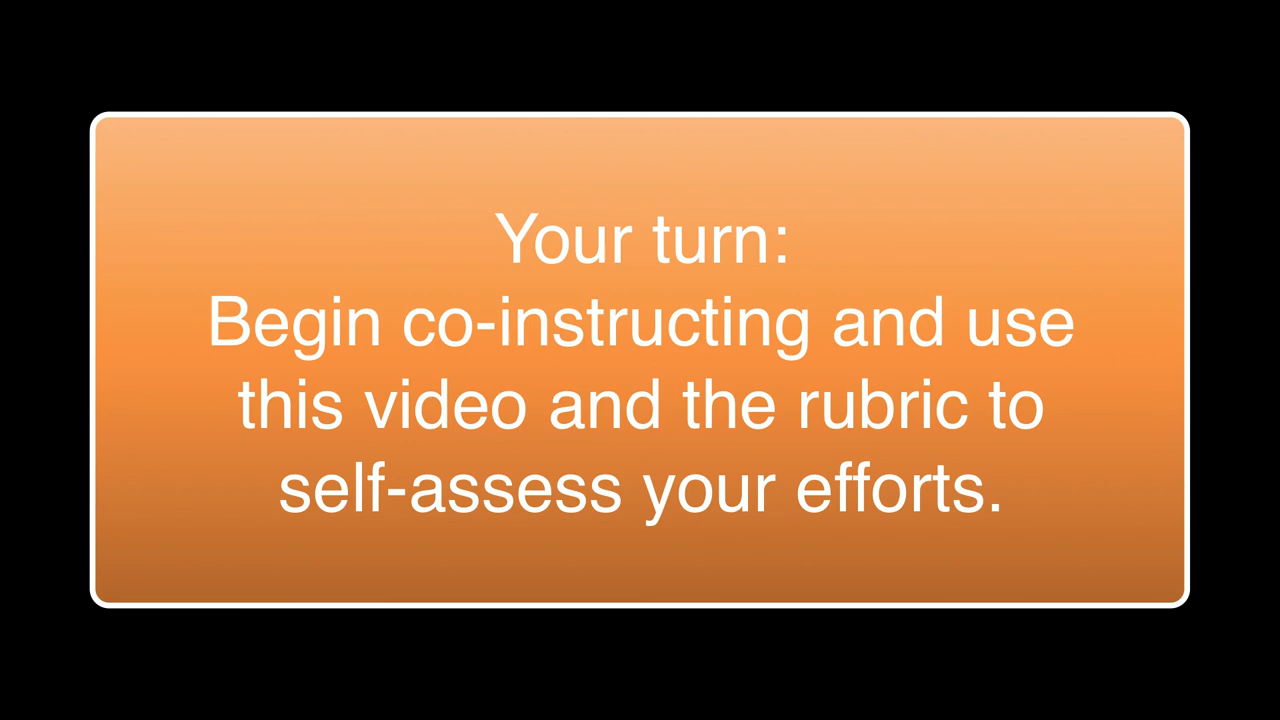 Your turn:
Begin co-instructing and use
this video and the rubric to
self-assess your efforts.